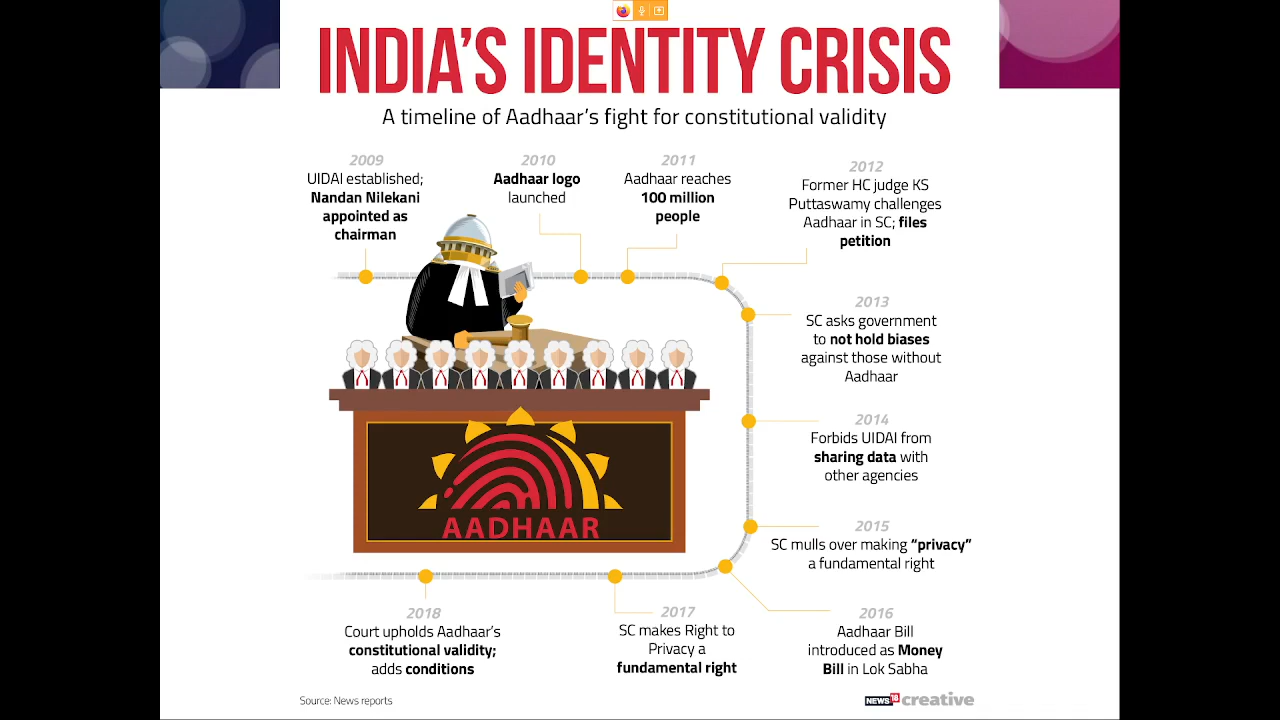 INDIA'S IDENTITY CRISIS
A timeline of Aadhaar's fight for constitutional validity
2009
UIDAI established;
Nandan Nilekani
appointed as
chairman
2010
Aadhaar logo
launched
2011
Aadhaar reaches
100 million
people
2012
Former HC judge KS
Puttaswamy challenges
Aadhaar in SC; files
petition
2013
SC asks government
to not hold biases
against those without
Aadhaar
2014
Forbids UIDAI from
sharing data with
other agencies
2015
SC mulls over making “privacy”
a fundamental right
2016
Aadhaar Bill
introduced as Money
Bill in Lok Sabha
2017
SC makes Right to
Privacy a
fundamental right
2018
Court upholds Aadhaar's
constitutional validity;
adds conditions
AADHAAR
Source: News reports
NEWS18 creative